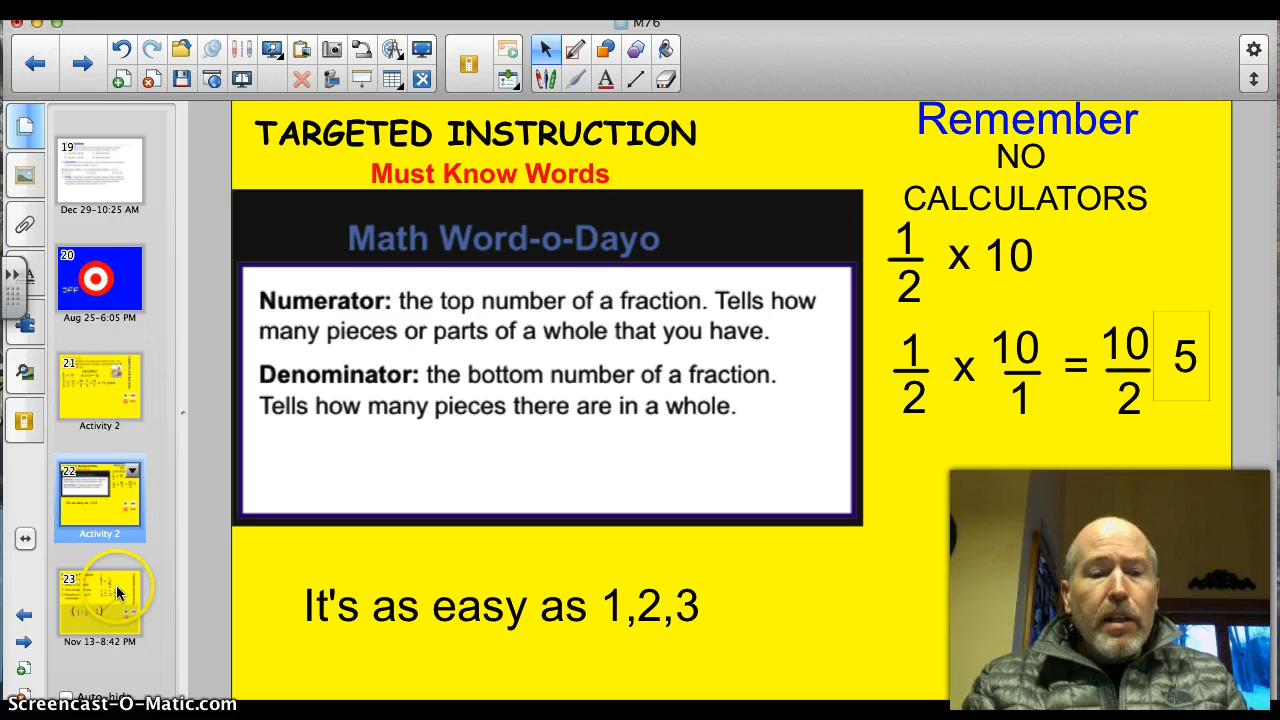 M76
TARGETED INSTRUCTION
Must Know Words
Math Word-o-Dayo
Numerator: the top number of a fraction. Tells how
many pieces or parts of a whole that you have.
Denominator: the bottom number of a fraction.
Tells how many pieces there are in a whole.
It's as easy as 1,2,3
Remember
NO
CALCULATORS
1
x 10
2
1 10 10
x = 5
2 1 2
19
Dec 29-10:25 AM
20
Aug 25-6:05 PM
21
Activity 2
22
Activity 2
23
Nov 13-8:42 PM
Auto-hide
Screencast-O-Matic.com